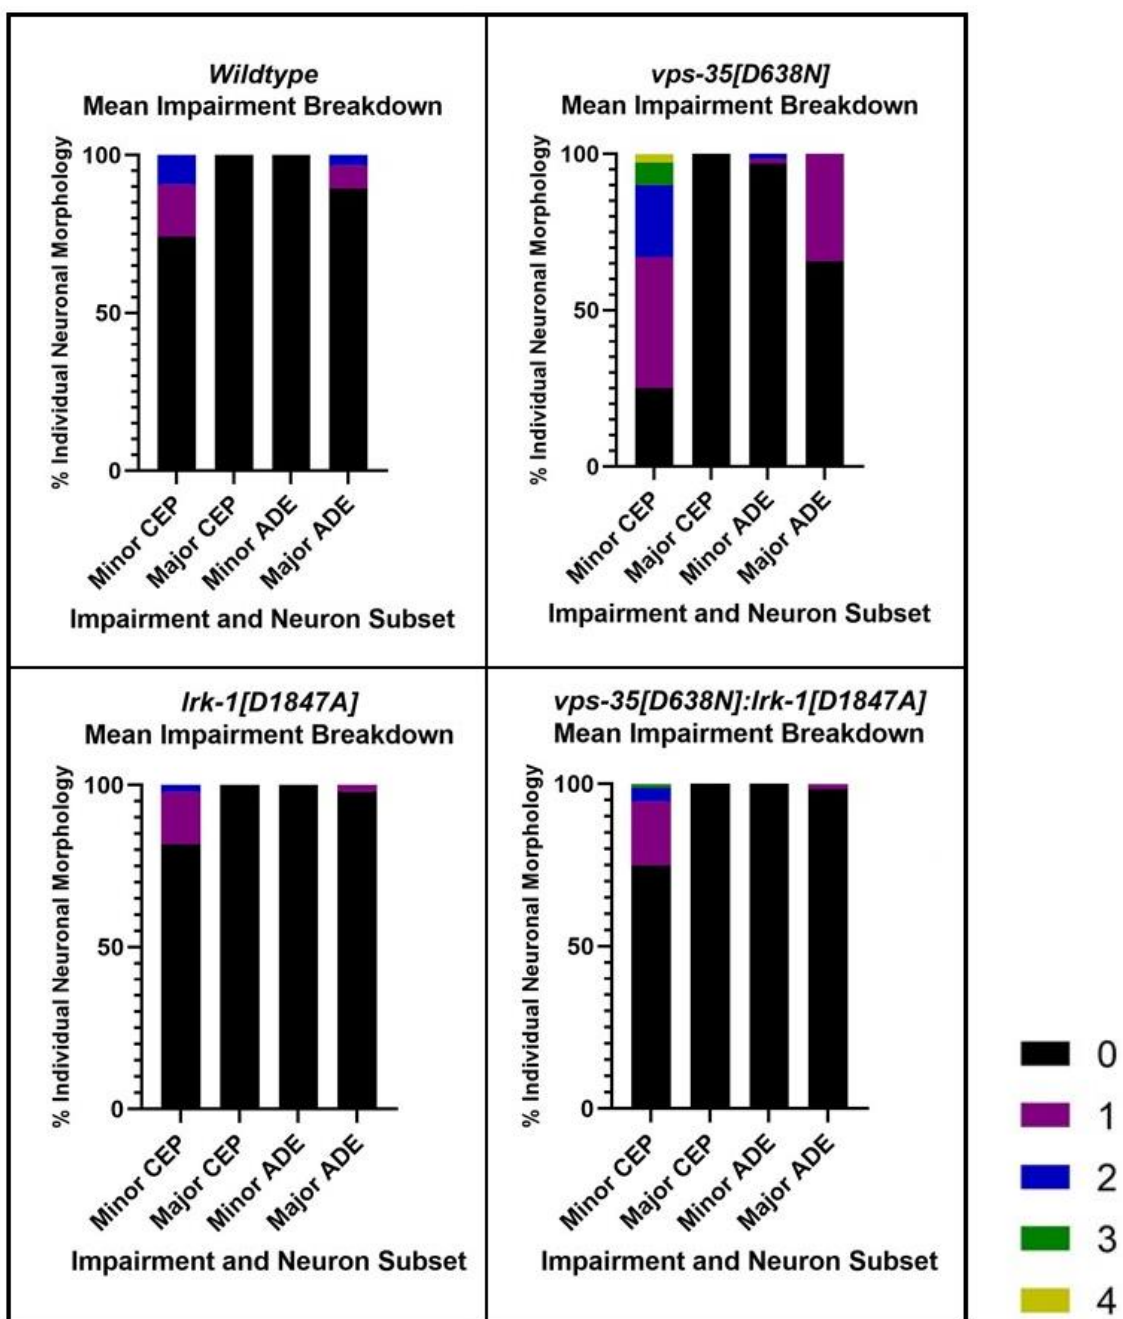 Wildtype
Mean Impairment Breakdown
% Individual Neuronal Morphology
100
50
0
Minor CEP
Major CEP
Minor ADE
Major ADE
Impairment and Neuron Subset
vps-35[D638N]
Mean Impairment Breakdown
% Individual Neuronal Morphology
100
50
0
Minor CEP
Major CEP
Minor ADE
Major ADE
Impairment and Neuron Subset
lrk-1[D1847A]
Mean Impairment Breakdown
% Individual Neuronal Morphology
100
50
0
Minor CEP
Major CEP
Minor ADE
Major ADE
Impairment and Neuron Subset
vps-35[D638N]:lrk-1[D1847A]
Mean Impairment Breakdown
% Individual Neuronal Morphology
100
50
0
Minor CEP
Major CEP
Minor ADE
Major ADE
Impairment and Neuron Subset
0
1
2
3
4